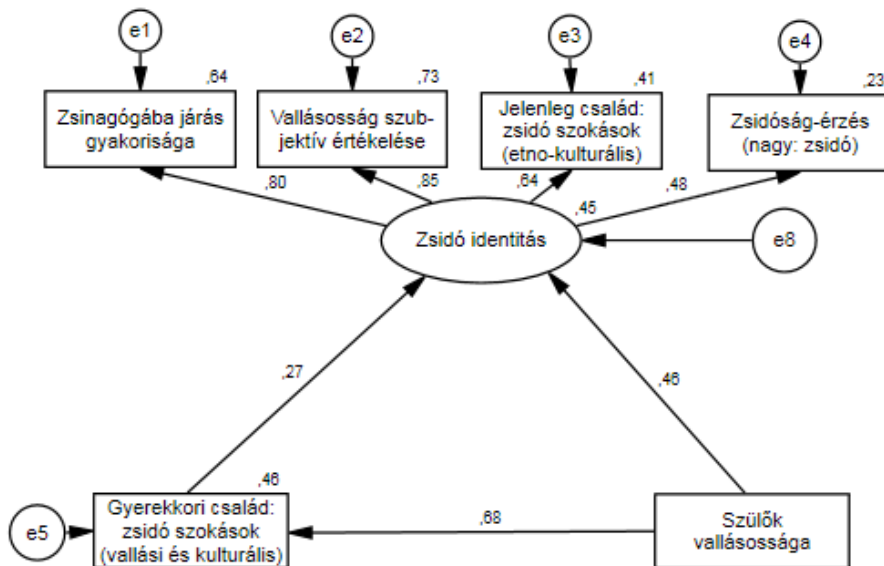 e1
e2
e3
e4
,64
,73
,41
,23
Zsinagógába járás
gyakorisága
Vallásosság szub-
jektív értékelése
Jelenleg család:
zsidó szokások
(etno-kulturális)
Zsidóság-érzés
(nagy: zsidó)
,80
,85
,64
,48
,45
Zsidó identitás
e8
,27
,46
,46
e5
Gyerekkori család:
zsidó szokások
(vallási és kulturális)
,68
Szülők
vallásossága